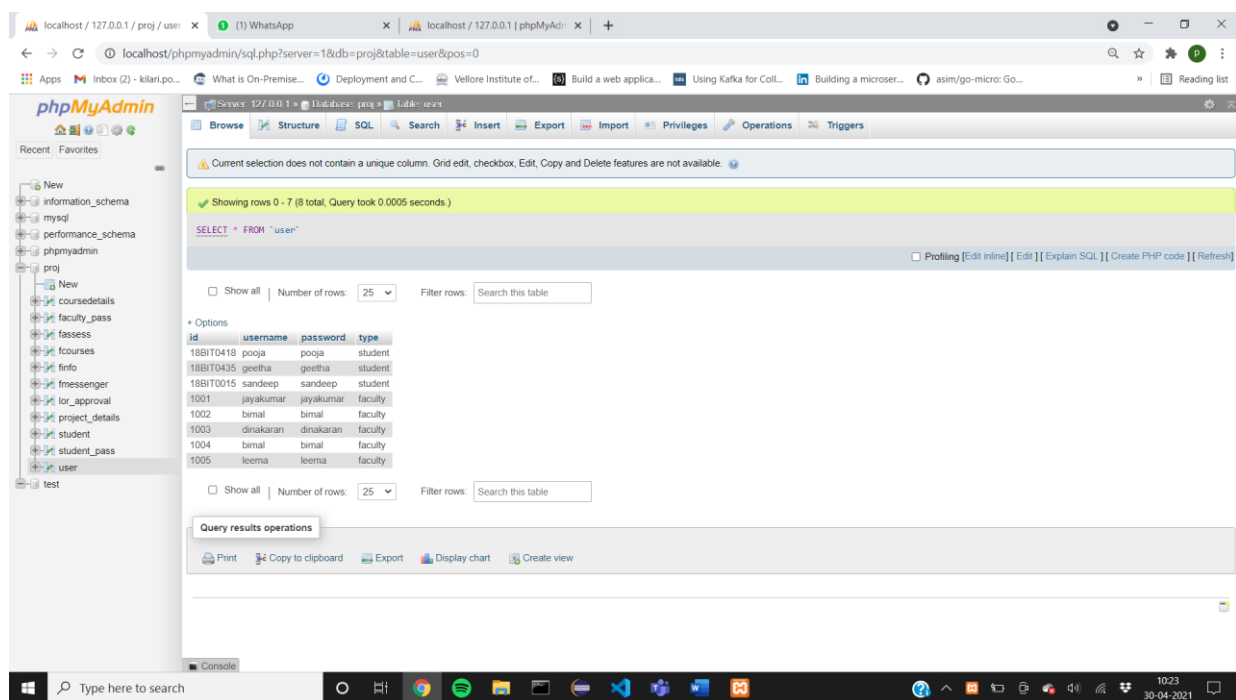 localhost / 127.0.0.1 / proj / user
(1) WhatsApp
localhost / 127.0.0.1 | phpMyAdm
localhost/phpmyadmin/sql.php?server=1&db=proj&table=user&pos=0
P
Apps
Inbox (2) - kilari.po...
What is On-Premise...
Deployment and C...
Vellore Institute of...
Build a web applica...
Using Kafka for Coll...
Building a microser...
asim/go-micro: Go...
»
Reading list
phpMyAdmin
Recent Favorites
New
information_schema
mysql
performance_schema
phpmyadmin
proj
New
coursedetails
faculty_pass
fassess
fcourses
finfo
fmessenger
lor_approval
project_details
student
student_pass
user
test
Server: 127.0.0.1 » Database: proj » Table: user
Browse Structure SQL Search Insert Export Import Privileges Operations Triggers
Current selection does not contain a unique column. Grid edit, checkbox, Edit, Copy and Delete features are not available.
Showing rows 0 - 7 (8 total, Query took 0.0005 seconds.)
SELECT * FROM `user`
Profiling [Edit inline] [ Edit ] [ Explain SQL ] [ Create PHP code ] [ Refresh]
Show all | Number of rows: 25 Filter rows: Search this table
+ Options
id username password type
18BIT0418 pooja pooja student
18BIT0435 geetha geetha student
18BIT0015 sandeep sandeep student
1001 jayakumar jayakumar faculty
1002 bimal bimal faculty
1003 dinakaran dinakaran faculty
1004 bimal bimal faculty
1005 leema leema faculty
Show all | Number of rows: 25 Filter rows: Search this table
Query results operations
Print Copy to clipboard Export Display chart Create view
Console
Type here to search
10:23
30-04-2021